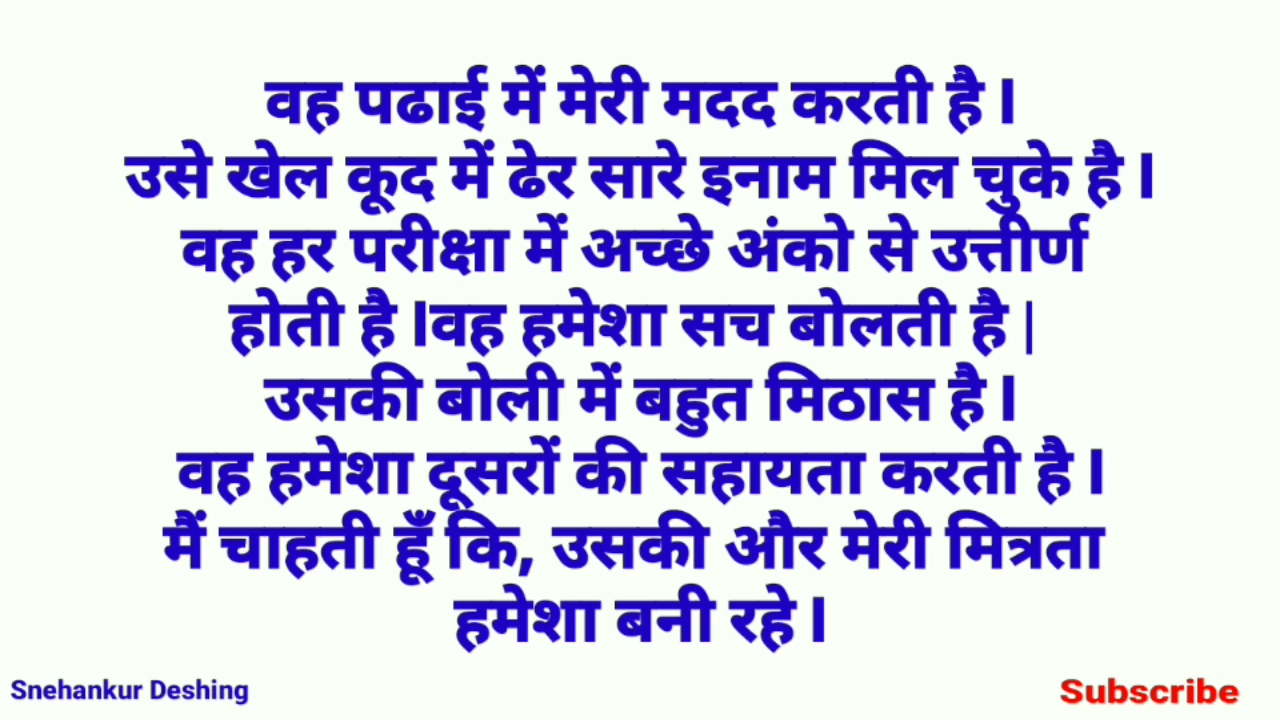 वह पढाई में मेरी मदद करती है I
उसे खेल कूद में ढेर सारे इनाम मिल चुके है I
वह हर परीक्षा में अच्छे अंको से उत्तीर्ण
होती है Iवह हमेशा सच बोलती है |
उसकी बोली में बहुत मिठास है I
वह हमेशा दूसरों की सहायता करती है I
मैं चाहती हूँ कि, उसकी और मेरी मित्रता
हमेशा बनी रहे I
Snehankur Deshing
Subscribe